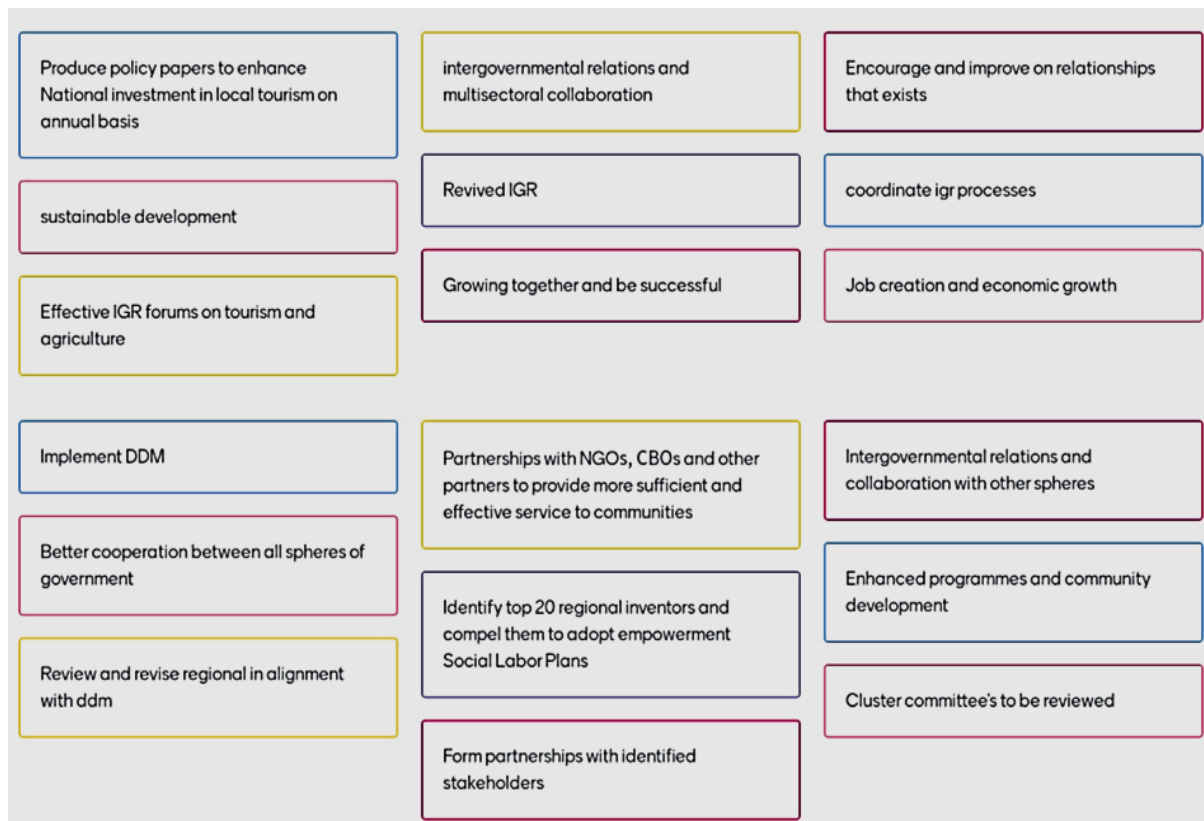 Produce policy papers to enhance
National investment in local tourism on
annual basis
sustainable development
Effective IGR forums on tourism and
agriculture
intergovernmental relations and
multisectoral collaboration
Revived IGR
Growing together and be successful
Encourage and improve on relationships
that exists
coordinate igr processes
Job creation and economic growth
Implement DDM
Better cooperation between all spheres of
government
Review and revise regional in alignment
with ddm
Partnerships with NGOs, CBOs and other
partners to provide more sufficient and
effective service to communities
Identify top 20 regional inventors and
compel them to adopt empowerment
Social Labor Plans
Form partnerships with identified
stakeholders
Intergovernmental relations and
collaboration with other spheres
Enhanced programmes and community
development
Cluster committee's to be reviewed